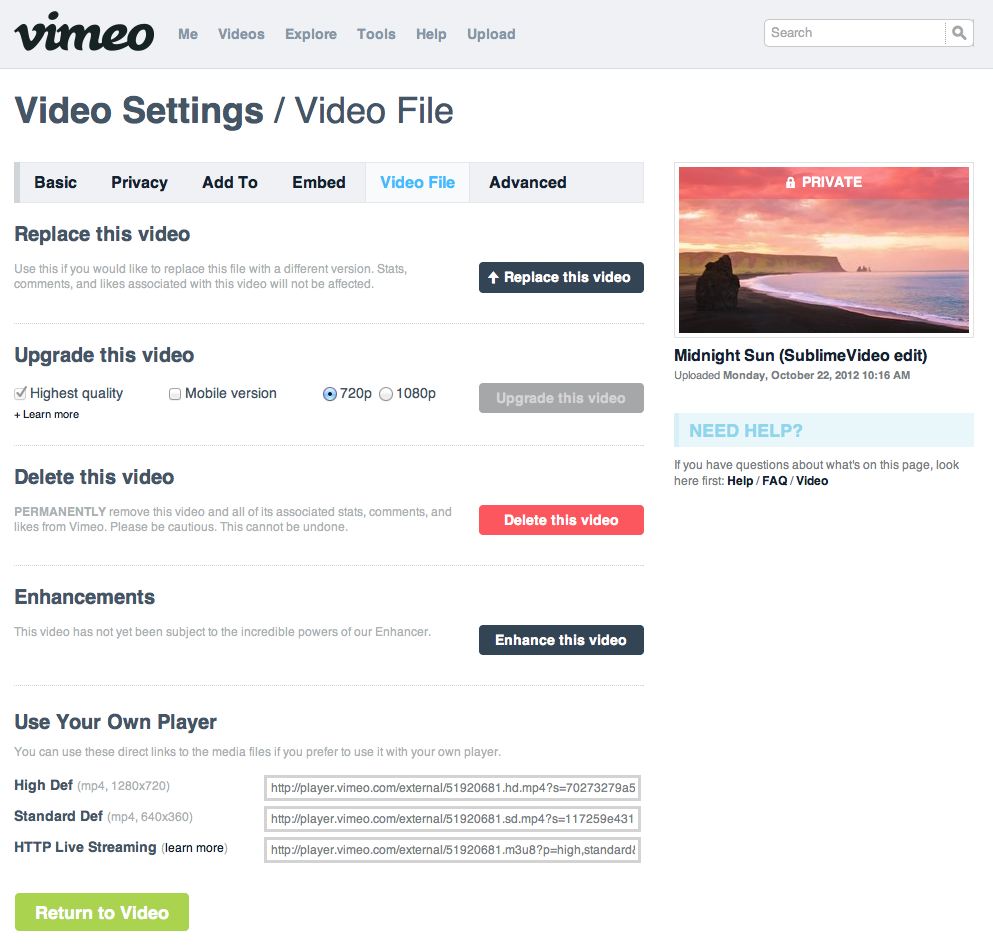 vimeo
Me Videos Explore Tools Help Upload
Search
Video Settings / Video File
Basic Privacy Add To Embed Video File Advanced
Replace this video
Use this if you would like to replace this file with a different version. Stats,
comments, and likes associated with this video will not be affected.
Replace this video
Upgrade this video
Highest quality Mobile version 720p 1080p
Upgrade this video
+ Learn more
Delete this video
PERMANENTLY remove this video and all of its associated stats, comments, and
likes from Vimeo. Please be cautious. This cannot be undone.
Delete this video
Enhancements
This video has not yet been subject to the incredible powers of our Enhancer.
Enhance this video
Use Your Own Player
You can use these direct links to the media files if you prefer to use it with your own player.
High Def (mp4, 1280x720) http://player.vimeo.com/external/51920681.hd.mp4?s=70273279a5
Standard Def (mp4, 640x360) http://player.vimeo.com/external/51920681.sd.mp4?s=117259e431
HTTP Live Streaming (learn more) http://player.vimeo.com/external/51920681.m3u8?p=high,standard&
Return to Video
PRIVATE
Midnight Sun (SublimeVideo edit)
Uploaded Monday, October 22, 2012 10:16 AM
NEED HELP?
If you have questions about what's on this page, look
here first: Help / FAQ / Video